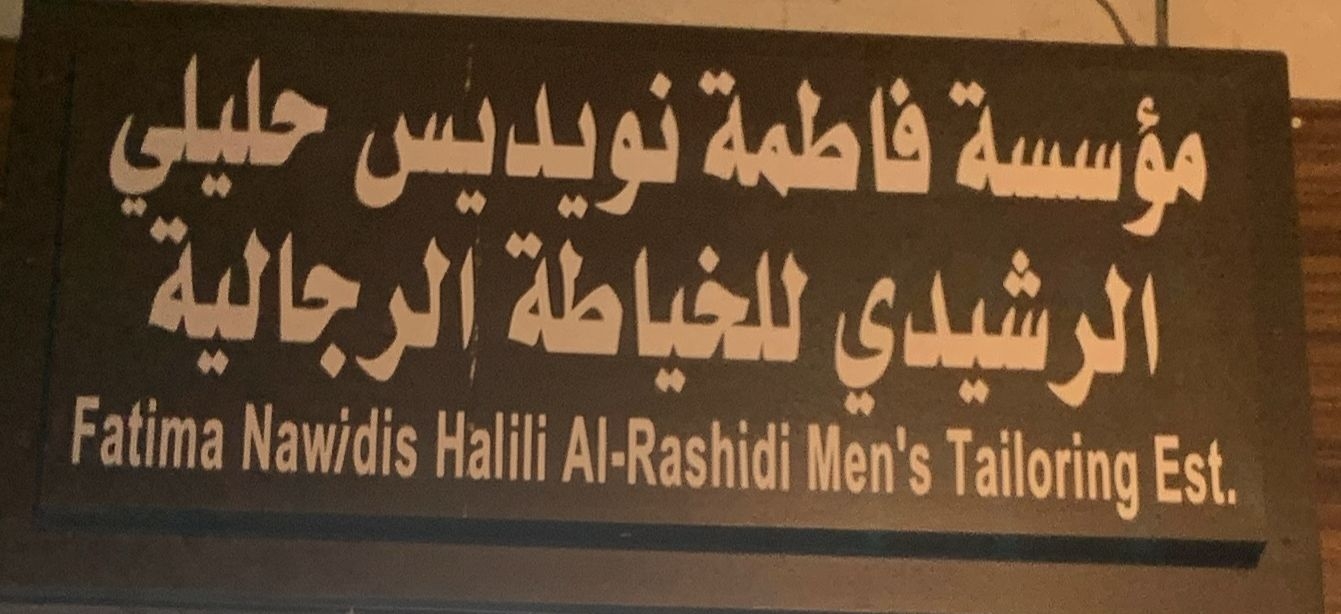 مؤسسة فاطمة نويديس حليلي
الرشيدي للخياطة الرجالية
Fatima Nawidis Halili Al-Rashidi Men's Tailoring Est.